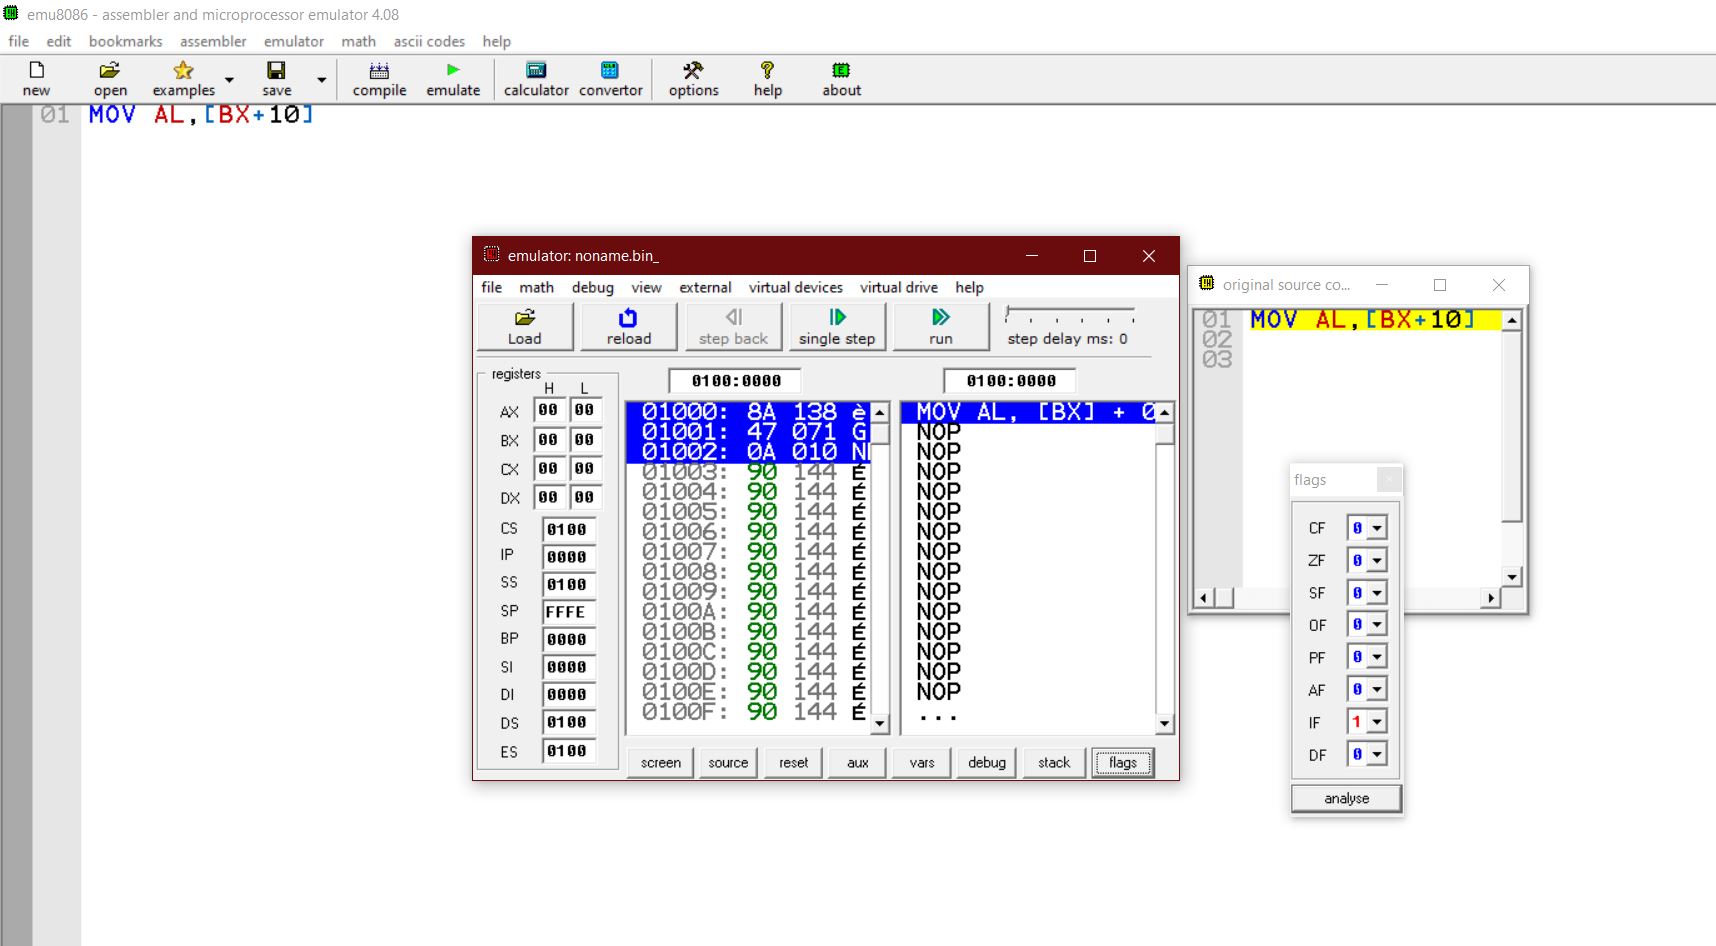 emu8086 - assembler and microprocessor emulator 4.08
file edit bookmarks assembler emulator math ascii codes help
new open examples save compile emulate calculator convertor options help about
01 MOV AL,[BX+10]
emulator: noname.bin_
file math debug view external virtual devices virtual drive help
Load reload step back single step run step delay ms: 0
registers
H L
AX 00 00
BX 00 00
CX 00 00
DX 00 00
CS 0100
IP 0000
SS 0100
SP FFFE
BP 0000
SI 0000
DI 0000
DS 0100
ES 0100
0100:0000
01000: 8A 138 è
01001: 47 071 G
01002: 0A 010 N
01003: 90 144 É
01004: 90 144 É
01005: 90 144 É
01006: 90 144 É
01007: 90 144 É
01008: 90 144 É
01009: 90 144 É
0100A: 90 144 É
0100B: 90 144 É
0100C: 90 144 É
0100D: 90 144 É
0100E: 90 144 É
0100F: 90 144 É
0100:0000
MOV AL, [BX] + 0
NOP
NOP
NOP
NOP
NOP
NOP
NOP
NOP
NOP
NOP
NOP
NOP
NOP
NOP
...
screen source reset aux vars debug stack flags
original source co...
01 MOV AL,[BX+10]
02
03
flags
CF 0
ZF 0
SF 0
OF 0
PF 0
AF 0
IF 1
DF 0
analyse